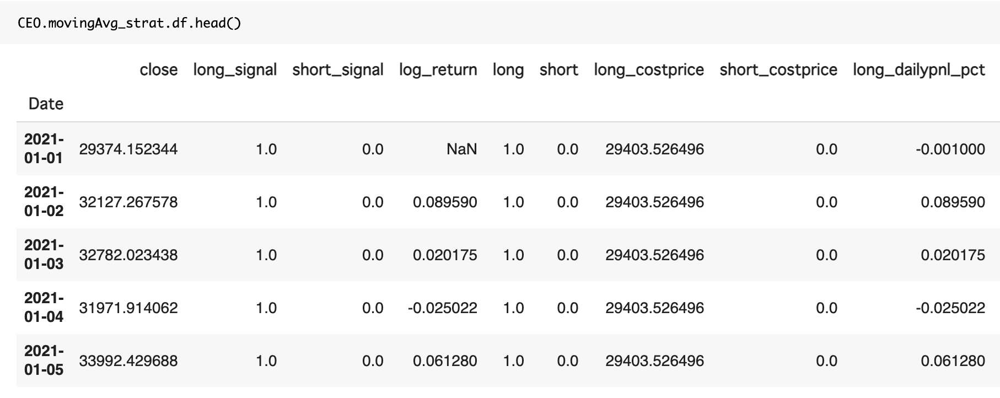 CEO.movingAvg_strat.df.head()
close long_signal short_signal log_return long short long_costprice short_costprice long_dailypnl_pct
Date
2021-01-01 29374.152344 1.0 0.0 NaN 1.0 0.0 29403.526496 0.0 -0.001000
2021-01-02 32127.267578 1.0 0.0 0.089590 1.0 0.0 29403.526496 0.0 0.089590
2021-01-03 32782.023438 1.0 0.0 0.020175 1.0 0.0 29403.526496 0.0 0.020175
2021-01-04 31971.914062 1.0 0.0 -0.025022 1.0 0.0 29403.526496 0.0 -0.025022
2021-01-05 33992.429688 1.0 0.0 0.061280 1.0 0.0 29403.526496 0.0 0.061280